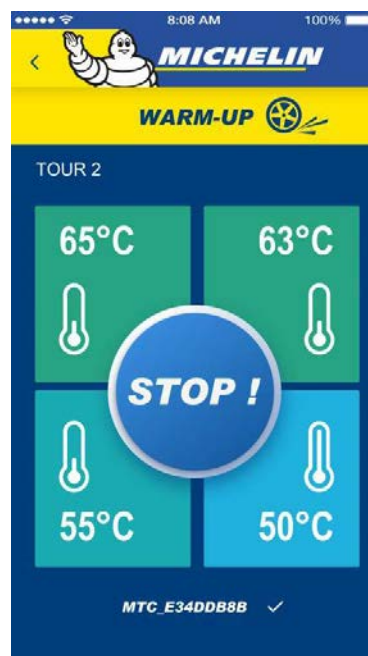 8:08 AM 100%
MICHELIN
WARM-UP
TOUR 2
65°C 63°C
STOP !
55°C 50°C
MTC_E34DDB8B